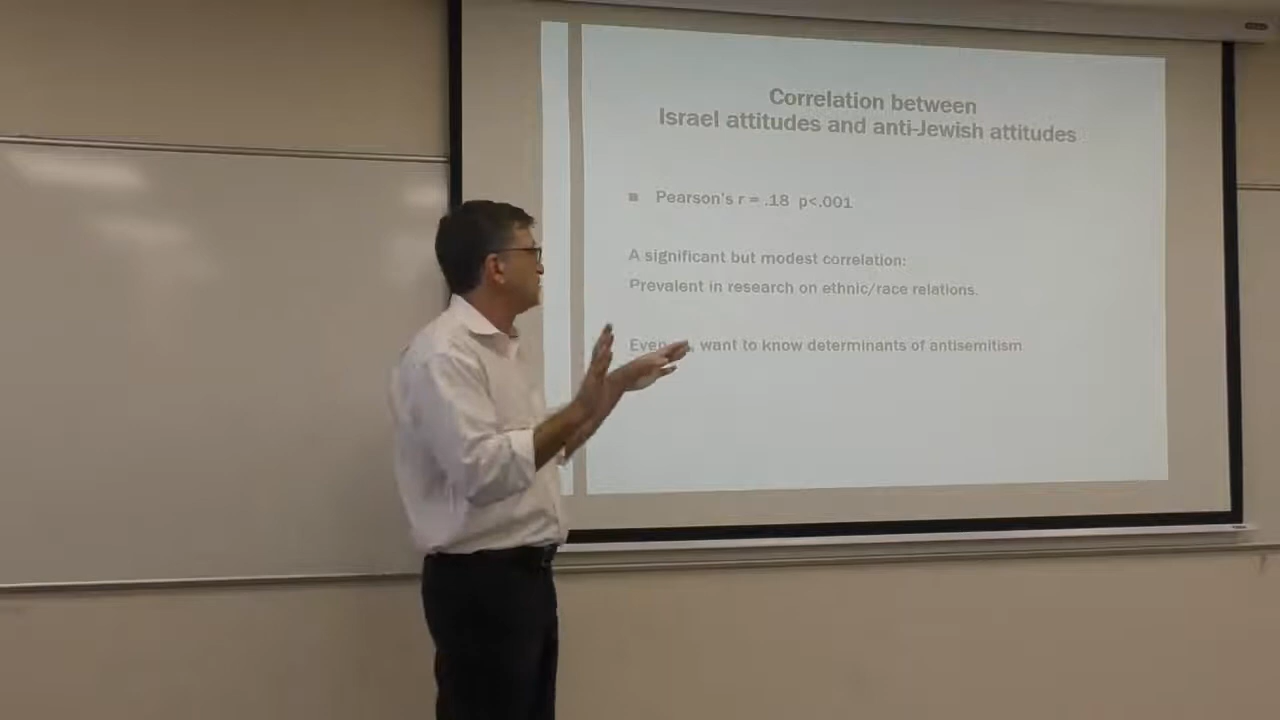 Correlation between
Israel attitudes and anti-Jewish attitudes
Pearson's r = .18 p<.001
A significant but modest correlation:
Prevalent in research on ethnic/race relations.
Even want to know determinants of antisemitism